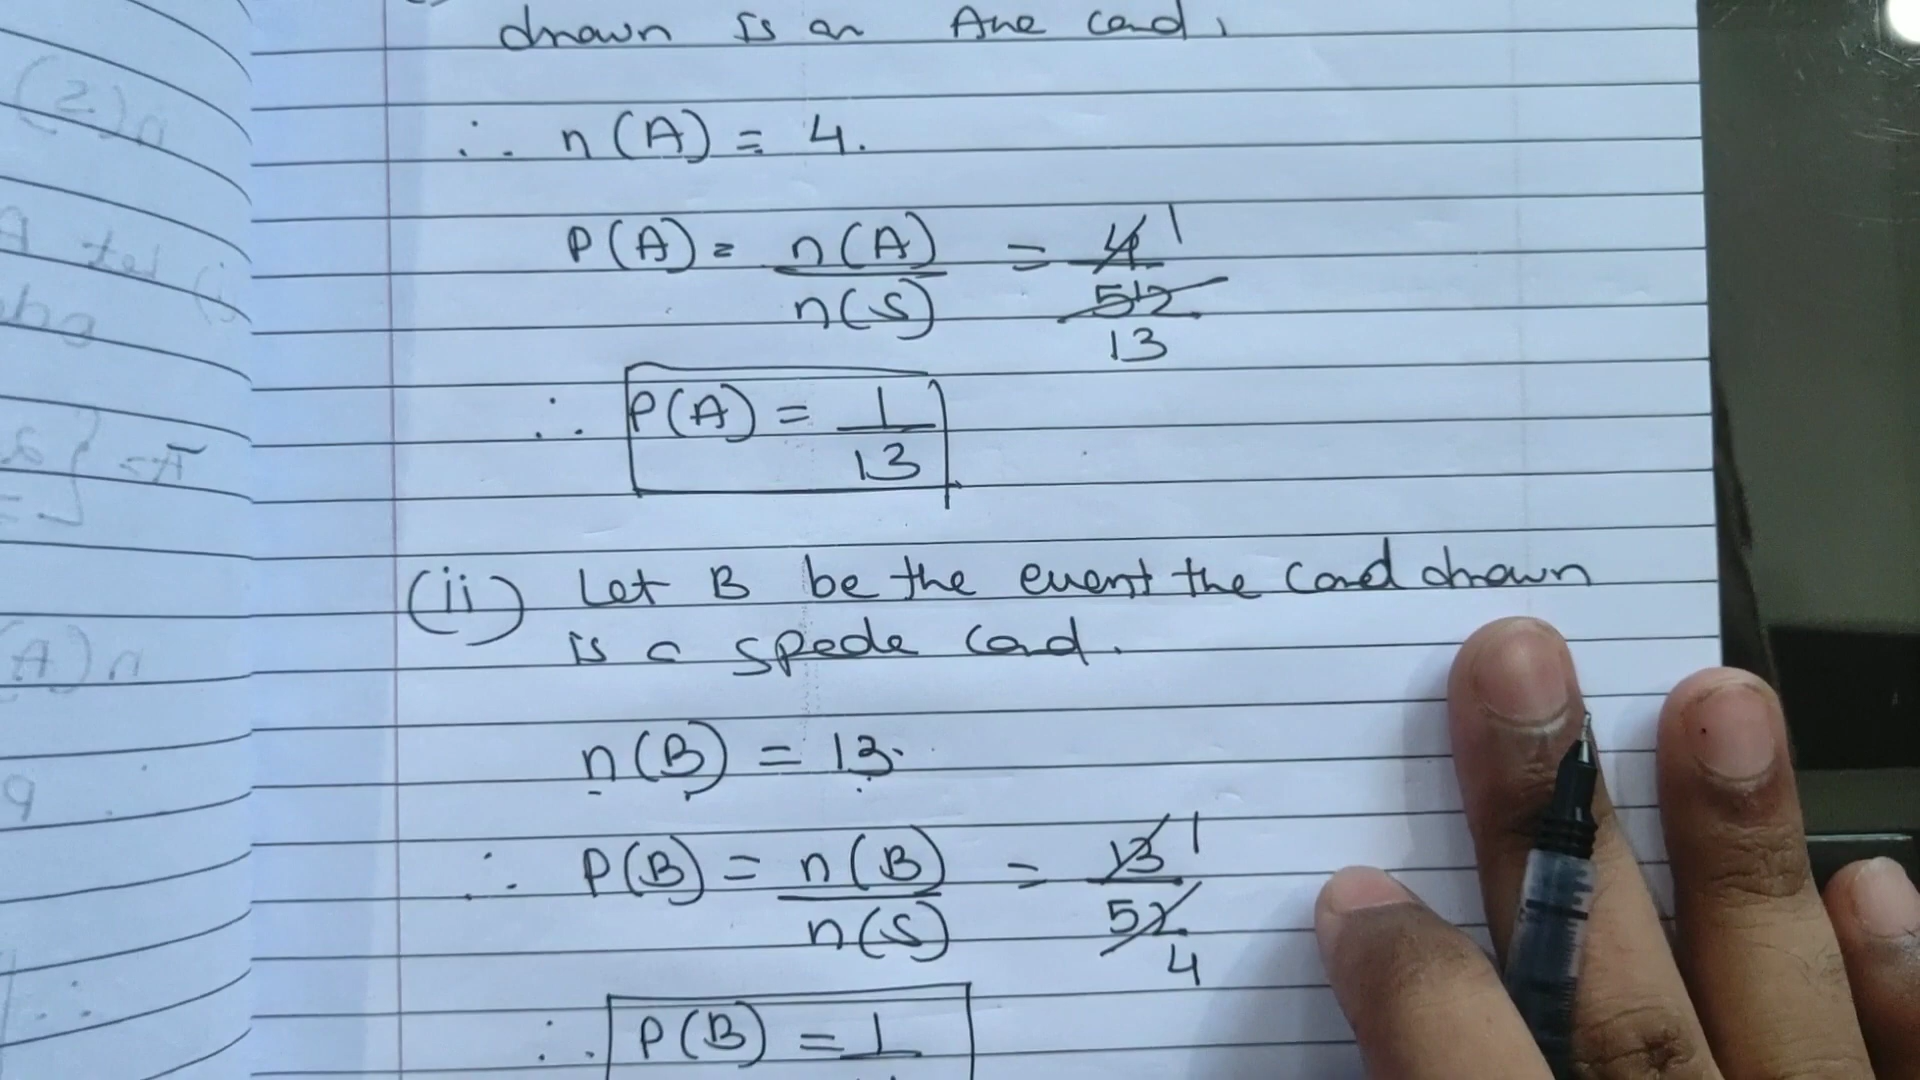 drawn is an Ace card,
∴ n(A) = 4.
P(A) = n(A) / n(S) = 4 1 / 52 13
∴ P(A) = 1 / 13
(ii) Let B be the event the card drawn
is a spade card.
n(B) = 13.
∴ P(B) = n(B) / n(S) = 13 1 / 52 4
∴ P(B) = 1